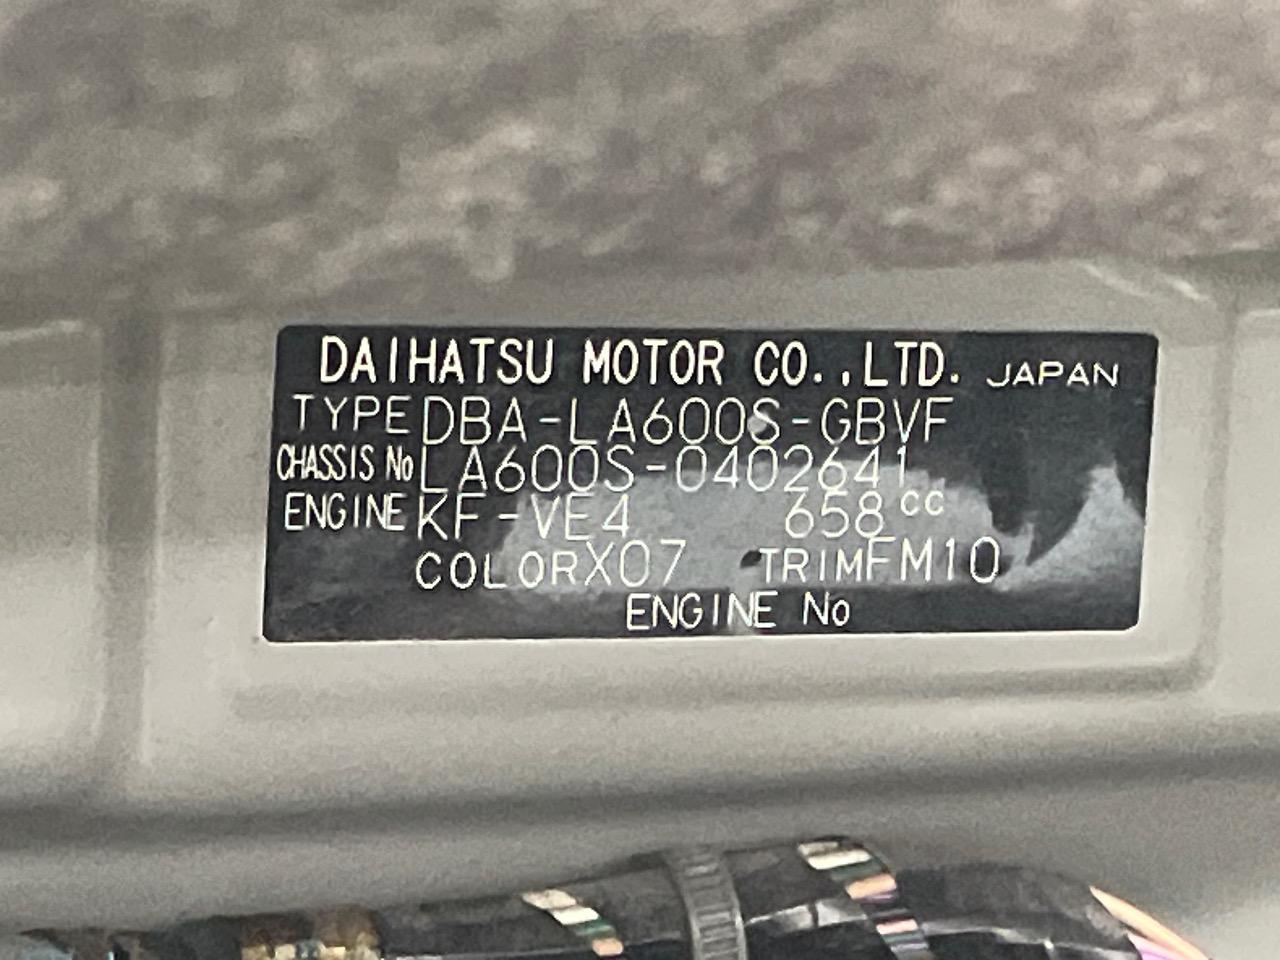 DAIHATSU MOTOR CO.,LTD. JAPAN
TYPE DBA-LA600S-GBVF
CHASSIS No LA600S-0402641
ENGINE KF-VE4 658cc
COLOR X07 TRIM FM10
ENGINE No